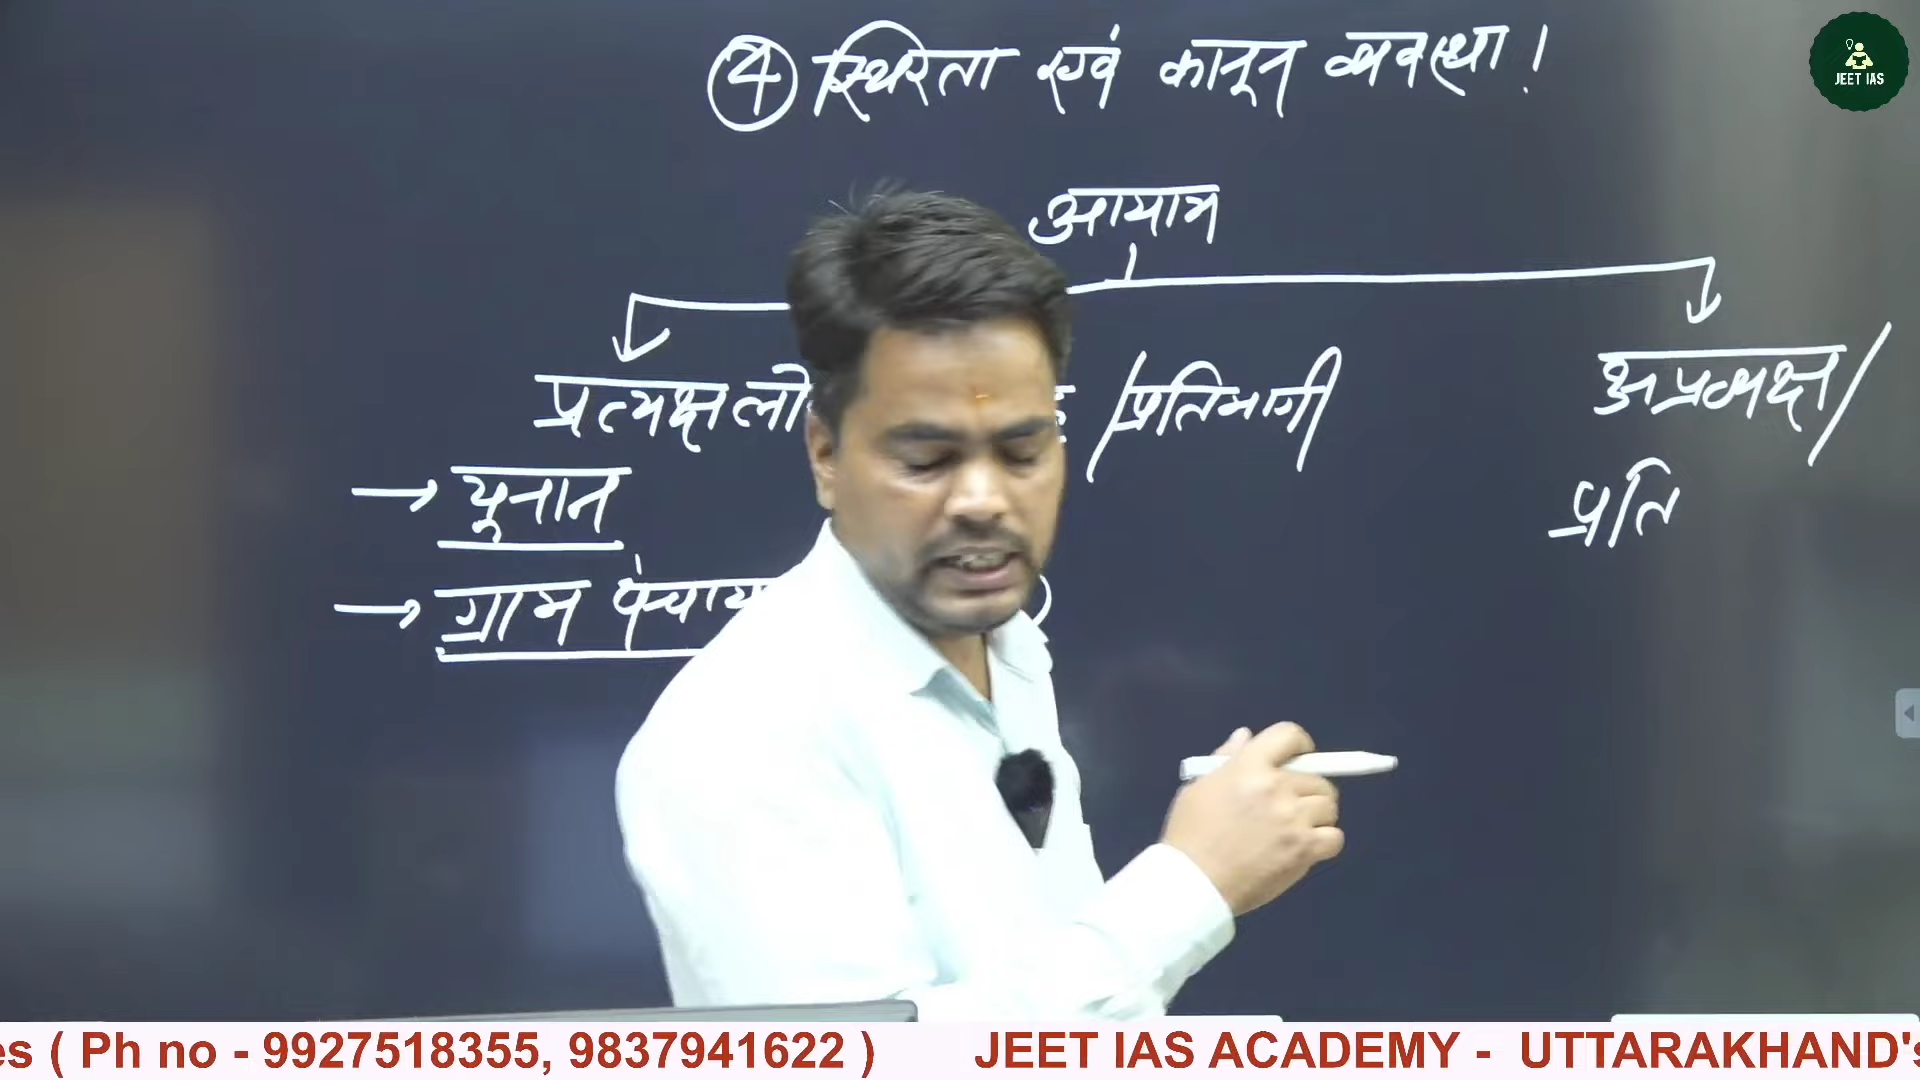 ④ स्थिरता एवं कानून व्यवस्था !
JEET IAS
आयाम
प्रत्यक्ष /प्रतिभागी
अप्रत्यक्ष/
प्रति
→ यूनान
→ ग्राम
es ( Ph no - 9927518355, 9837941622 ) JEET IAS ACADEMY - UTTARAKHAND's